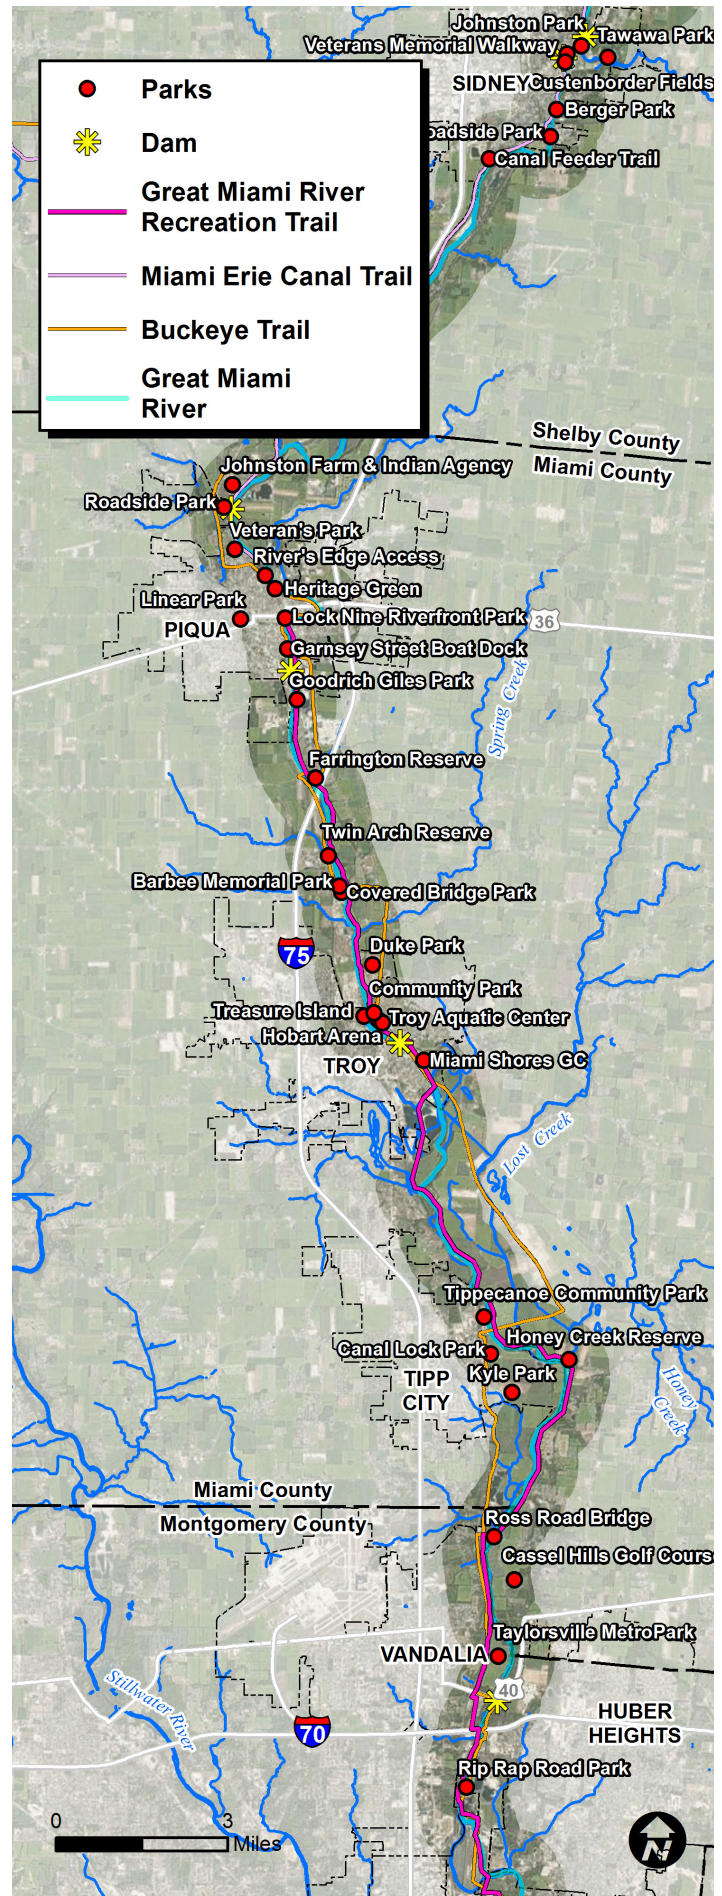 Johnston Park
Tawawa Park
Veterans Memorial Walkway
SIDNEY
Custenborder Fields
Berger Park
oadside Park
Canal Feeder Trail
Parks
Dam
Great Miami River
Recreation Trail
Miami Erie Canal Trail
Buckeye Trail
Great Miami
River
Shelby County
Miami County
Johnston Farm & Indian Agency
Roadside Park
Veteran's Park
River's Edge Access
Heritage Green
Linear Park
Lock Nine Riverfront Park
36
PIQUA
Garnsey Street Boat Dock
Goodrich Giles Park
Spring Creek
Farrington Reserve
Twin Arch Reserve
Barbee Memorial Park
Covered Bridge Park
75
Duke Park
Community Park
Treasure Island
Troy Aquatic Center
Hobart Arena
TROY
Miami Shores GC
Lost Creek
Tippecanoe Community Park
Honey Creek Reserve
Canal Lock Park
Kyle Park
TIPP
CITY
Honey
Creek
Miami County
Montgomery County
Ross Road Bridge
Cassel Hills Golf Cours
Taylorsville MetroPark
VANDALIA
40
Stillwater River
HUBER
HEIGHTS
70
Rip Rap Road Park
0
3
Miles
N